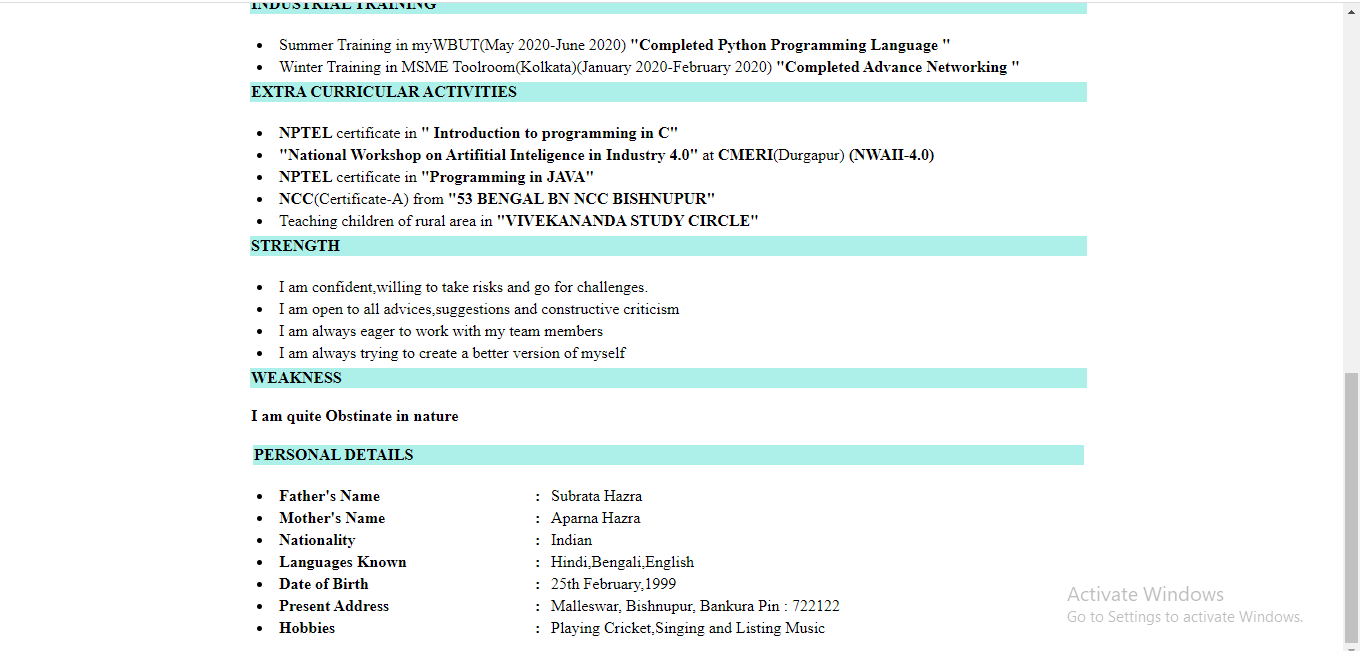 INDUSTRIAL TRAINING
Summer Training in myWBUT(May 2020-June 2020) "Completed Python Programming Language "
Winter Training in MSME Toolroom(Kolkata)(January 2020-February 2020) "Completed Advance Networking "
EXTRA CURRICULAR ACTIVITIES
NPTEL certificate in " Introduction to programming in C"
"National Workshop on Artifitial Inteligence in Industry 4.0" at CMERI(Durgapur) (NWAII-4.0)
NPTEL certificate in "Programming in JAVA"
NCC(Certificate-A) from "53 BENGAL BN NCC BISHNUPUR"
Teaching children of rural area in "VIVEKANANDA STUDY CIRCLE"
STRENGTH
I am confident,willing to take risks and go for challenges.
I am open to all advices,suggestions and constructive criticism
I am always eager to work with my team members
I am always trying to create a better version of myself
WEAKNESS
I am quite Obstinate in nature
PERSONAL DETAILS
Father's Name : Subrata Hazra
Mother's Name : Aparna Hazra
Nationality : Indian
Languages Known : Hindi,Bengali,English
Date of Birth : 25th February,1999
Present Address : Malleswar, Bishnupur, Bankura Pin : 722122
Hobbies : Playing Cricket,Singing and Listing Music
Activate Windows
Go to Settings to activate Windows.